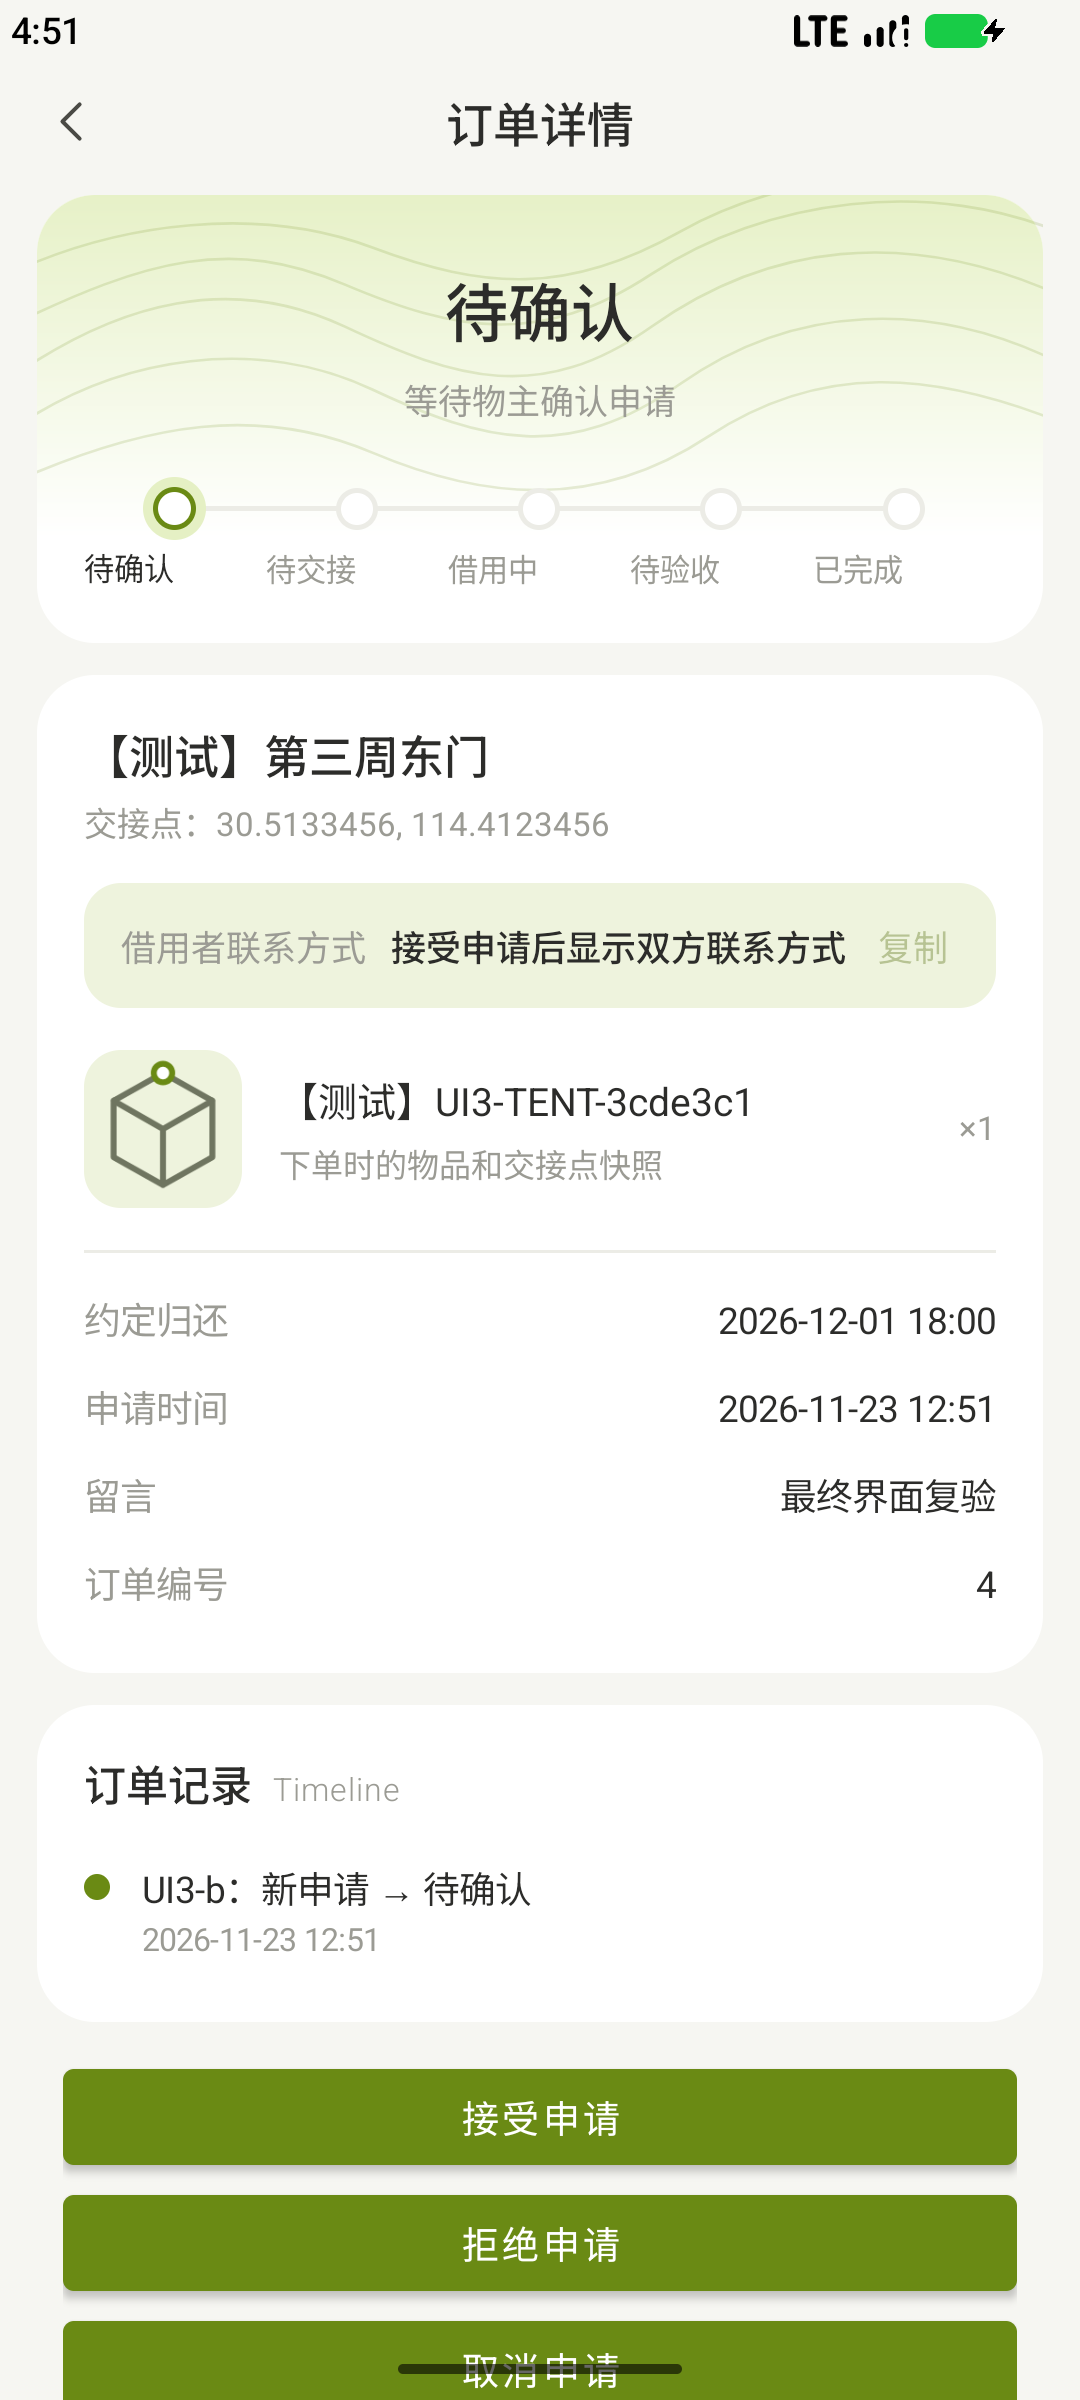 4:51
LTE
订单详情
待确认
等待物主确认申请
待确认
待交接
借用中
待验收
已完成
【测试】第三周东门
交接点：30.5133456, 114.4123456
借用者联系方式 接受申请后显示双方联系方式 复制
【测试】UI3-TENT-3cde3c1
×1
下单时的物品和交接点快照
约定归还 2026-12-01 18:00
申请时间 2026-11-23 12:51
留言 最终界面复验
订单编号 4
订单记录 Timeline
UI3-b：新申请 → 待确认
2026-11-23 12:51
接受申请
拒绝申请
取消申请